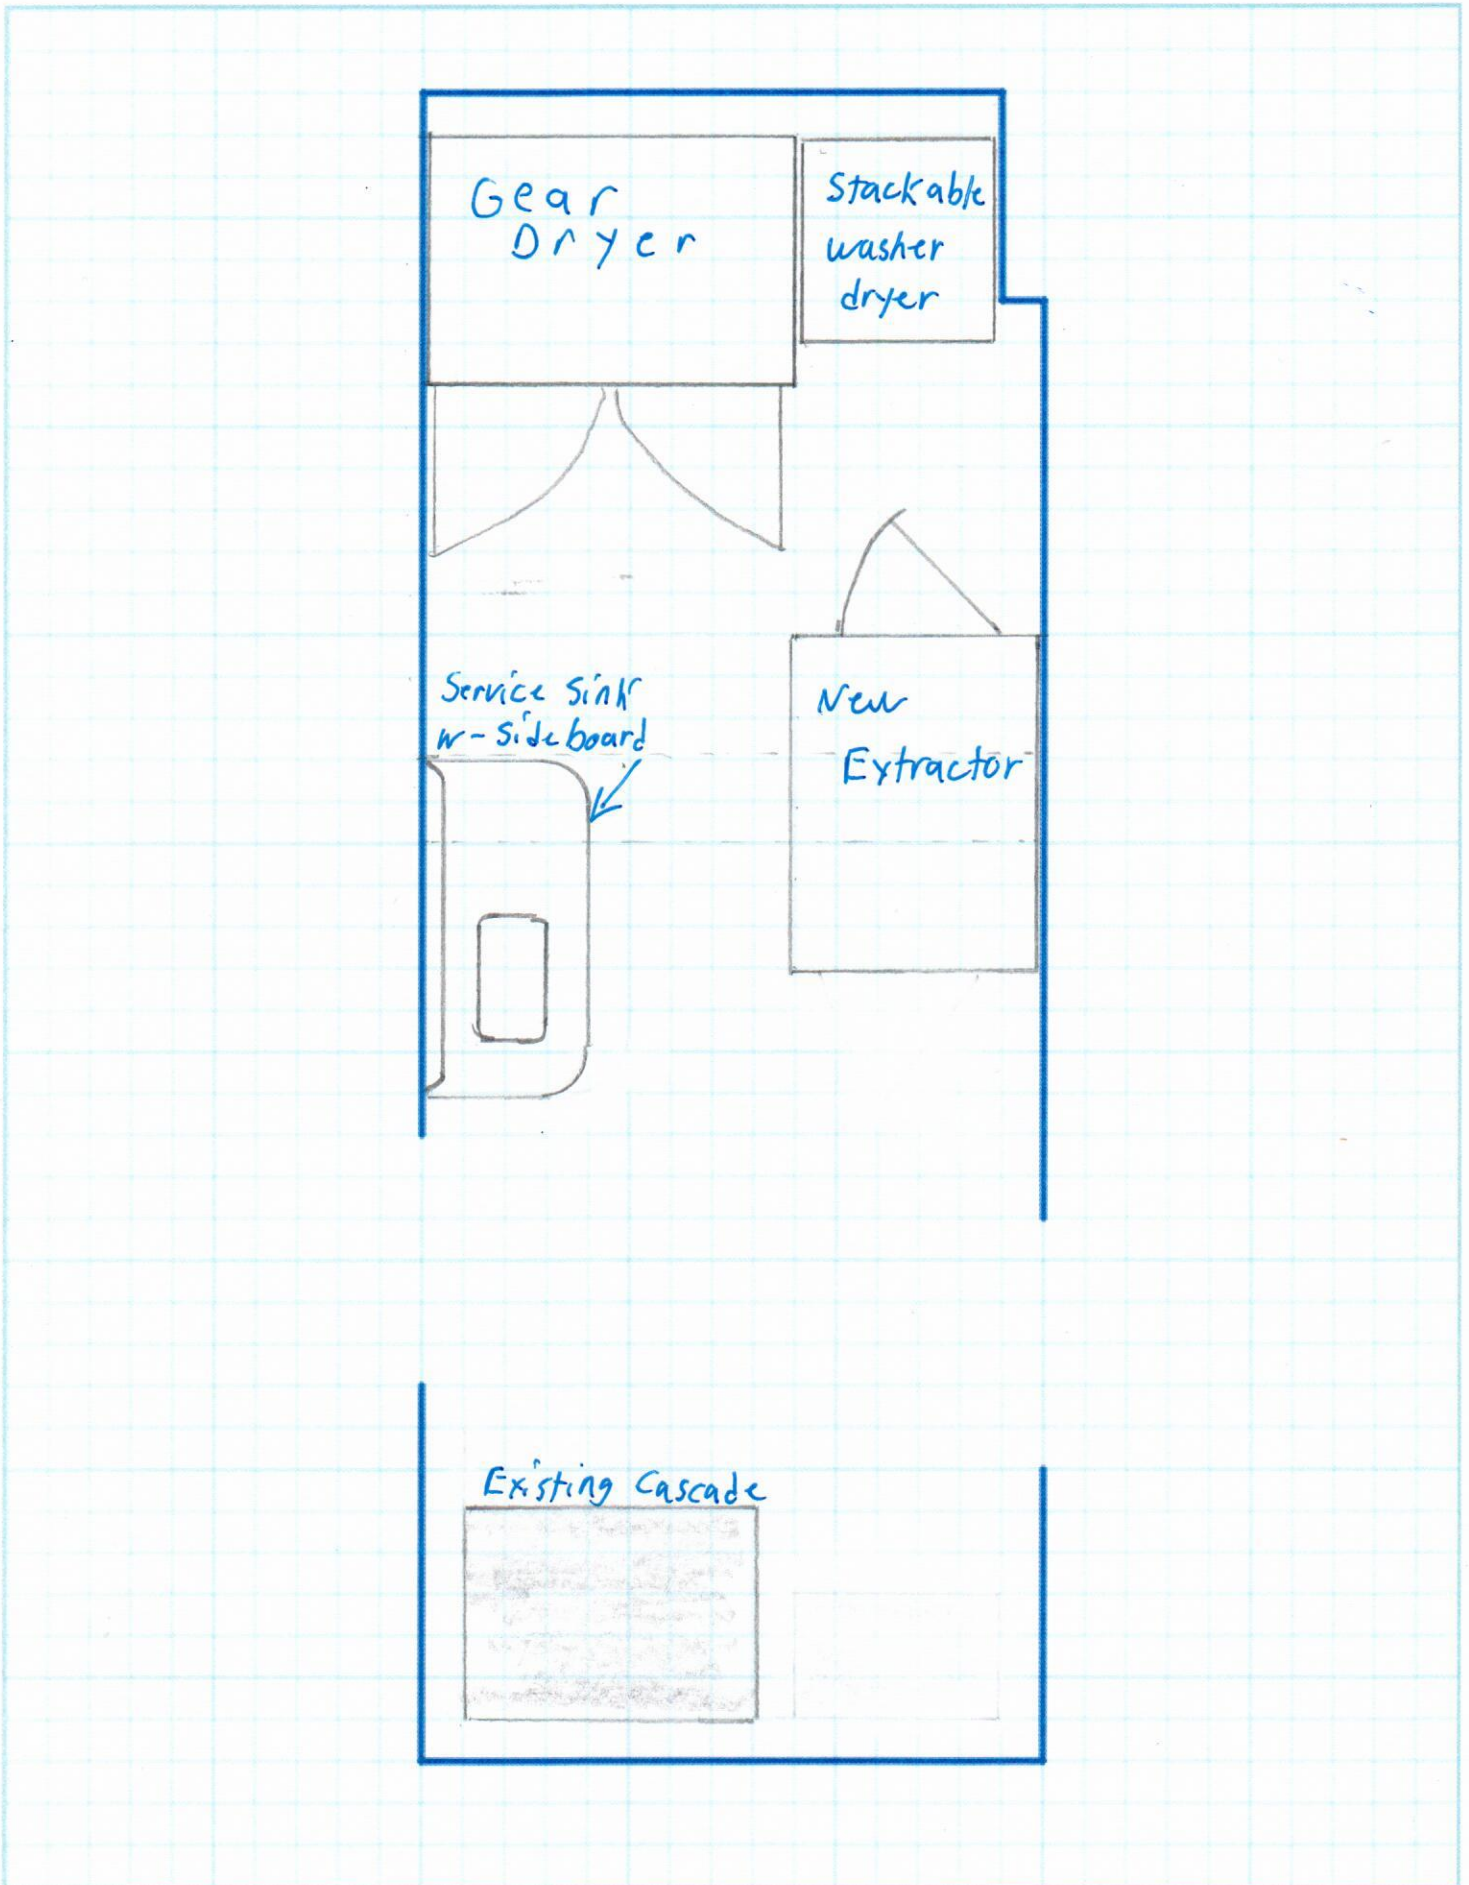 Gear
Dryer
Stackable
washer
dryer
Service Sink
w-Sideboard
New
Extractor
Existing Cascade